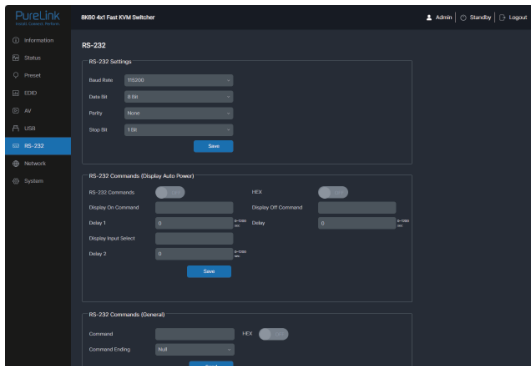 PureLink
8K60 4x1 Fast KVM Switcher
Admin
Standby
Logout
Information
Status
Preset
EDID
AV
USB
RS-232
Network
System
RS-232
RS-232 Settings
Baud Rate 115200
Data Bit 8 Bit
Parity None
Stop Bit 1 Bit
Save
RS-232 Commands (Display Auto Power)
RS-232 Commands HEX
Display On Command Display Off Command
Delay 1 0 Delay 0
Display Input Select
Delay 2 0
Save
RS-232 Commands (General)
Command HEX
Command Ending Null